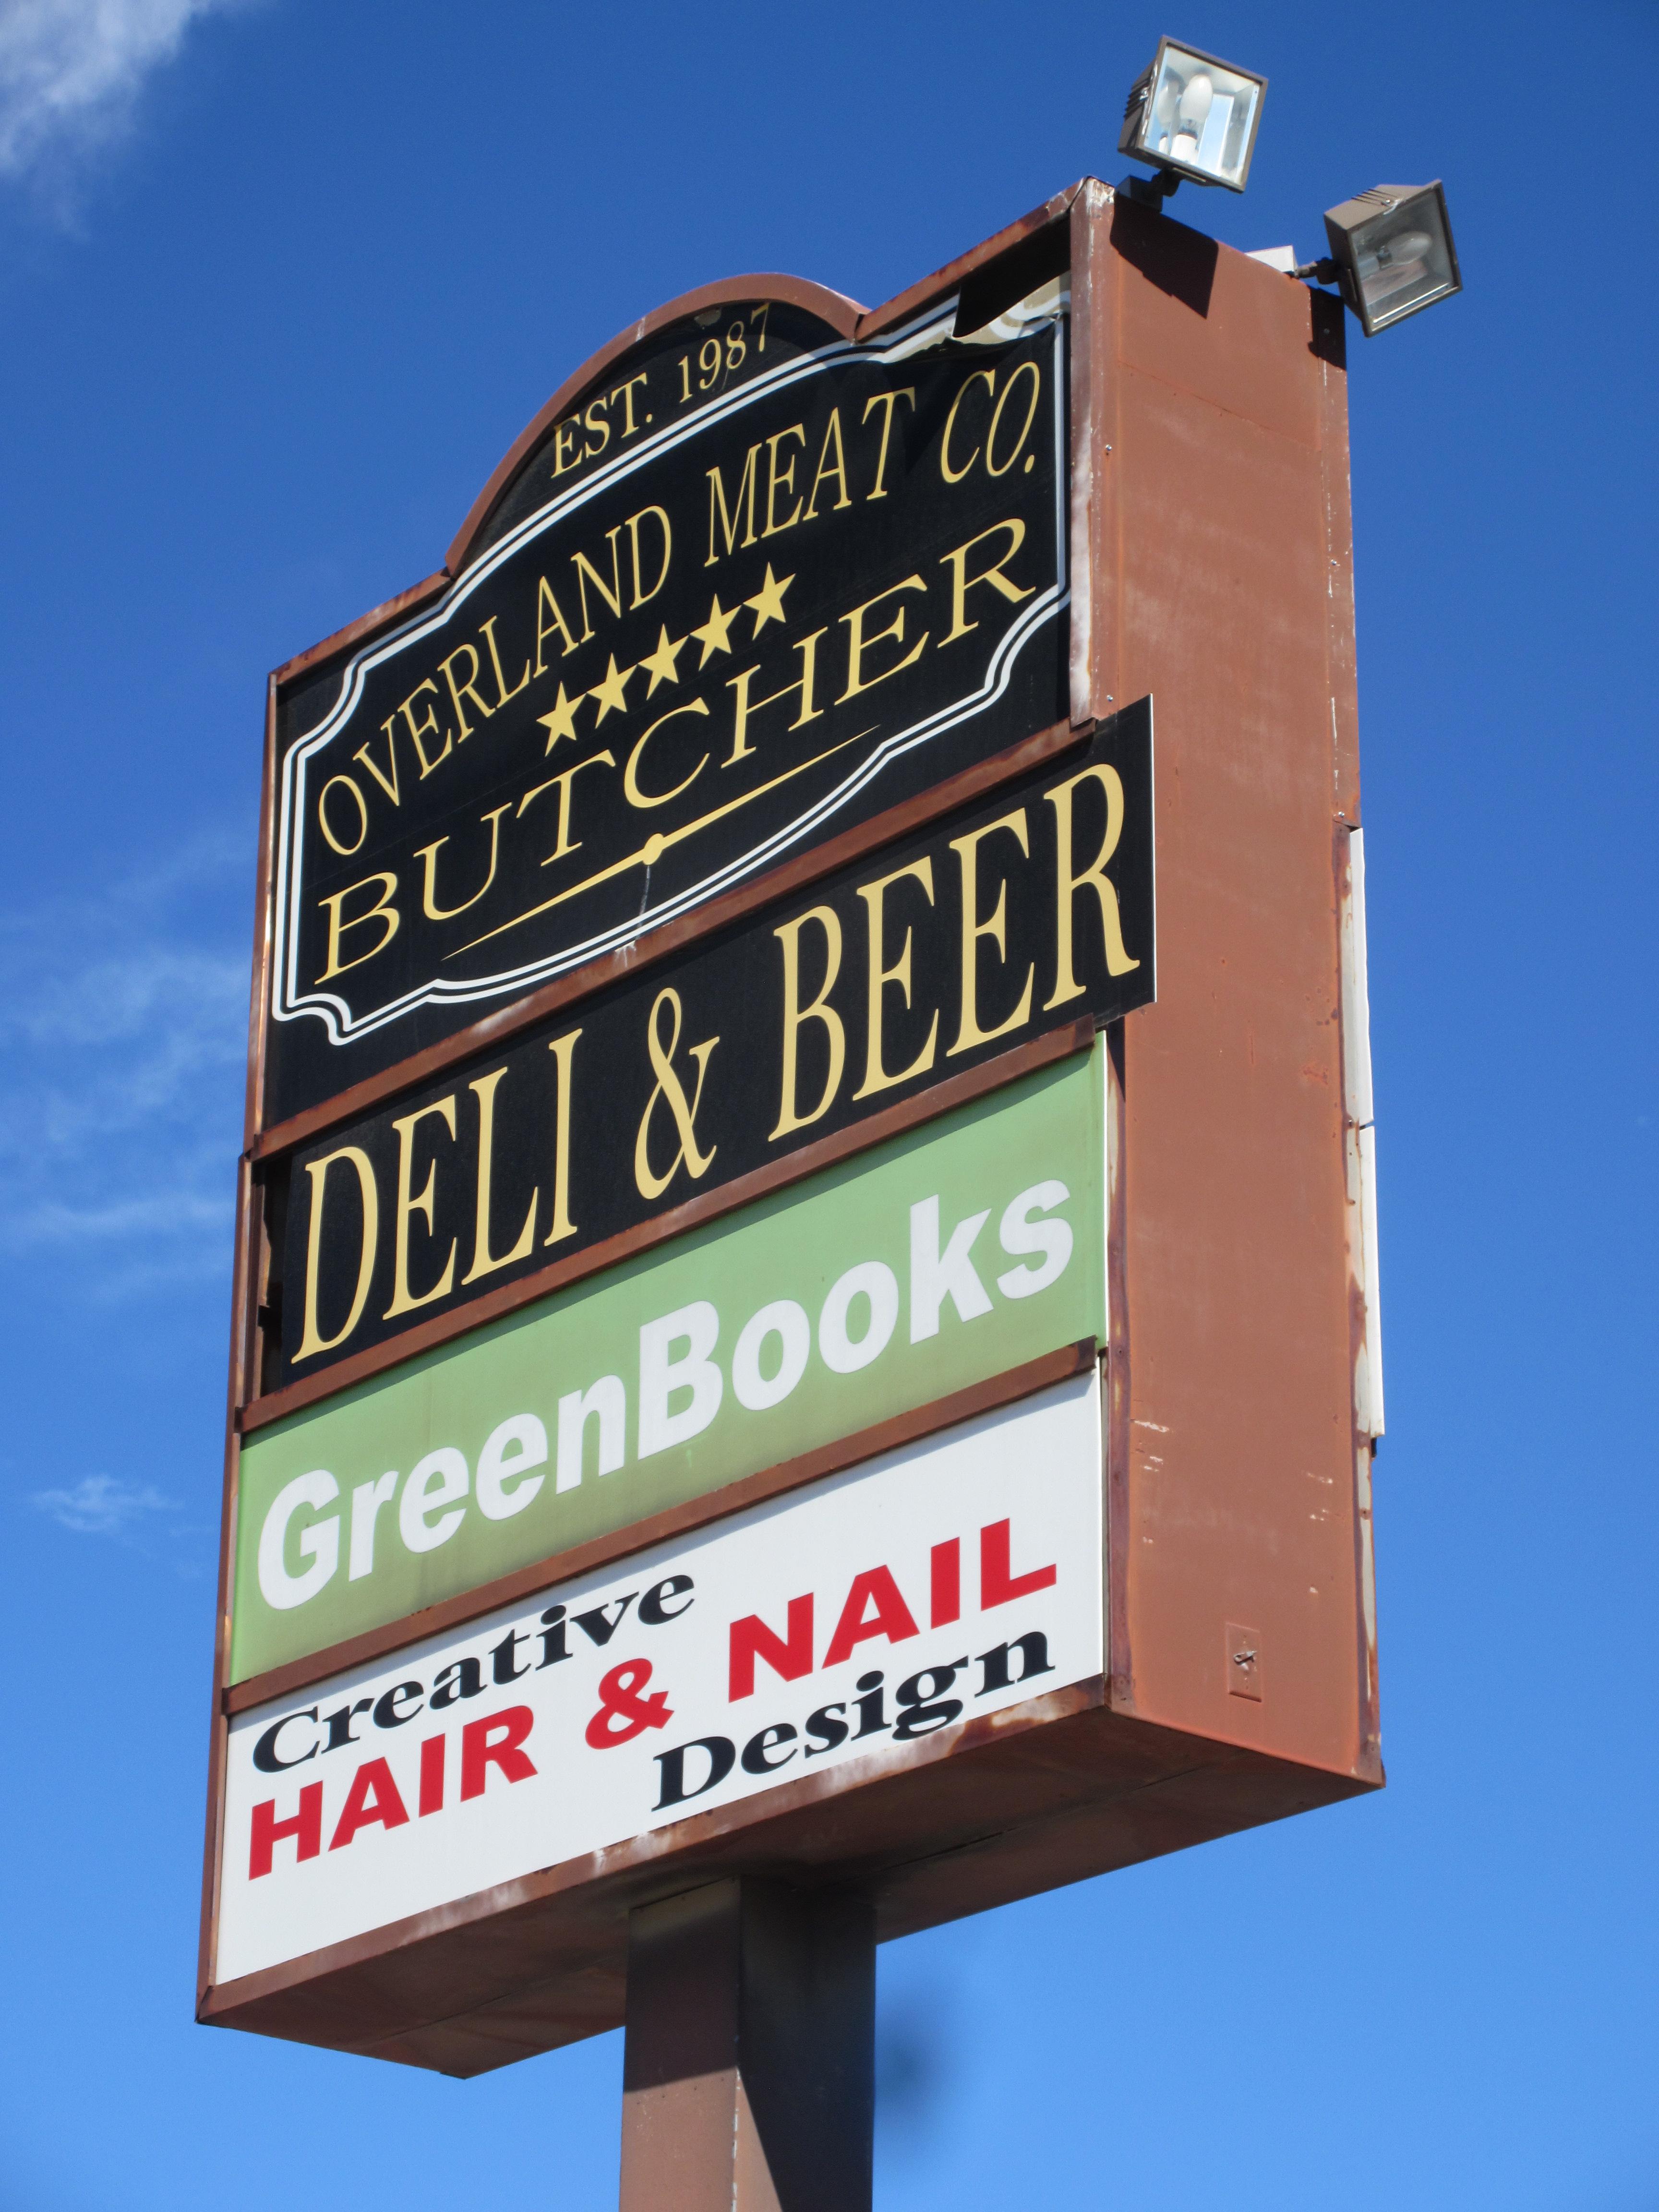 EST. 1987
OVERLAND MEAT CO.
BUTCHER
DELI & BEER
GreenBooks
Creative
HAIR & NAIL
Design